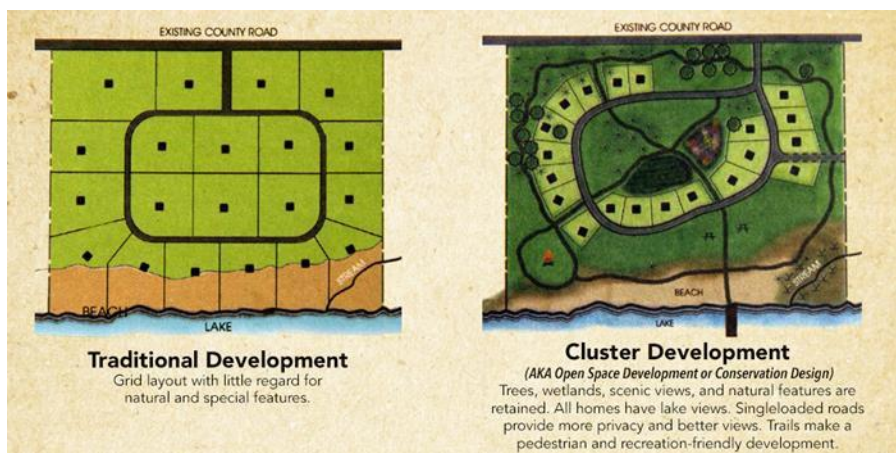 EXISTING COUNTY ROAD
STREAM
BEACH
LAKE
Traditional Development
Grid layout with little regard for
natural and special features.
EXISTING COUNTY ROAD
STREAM
BEACH
LAKE
Cluster Development
(AKA Open Space Development or Conservation Design)
Trees, wetlands, scenic views, and natural features are
retained. All homes have lake views. Singleloaded roads
provide more privacy and better views. Trails make a
pedestrian and recreation-friendly development.